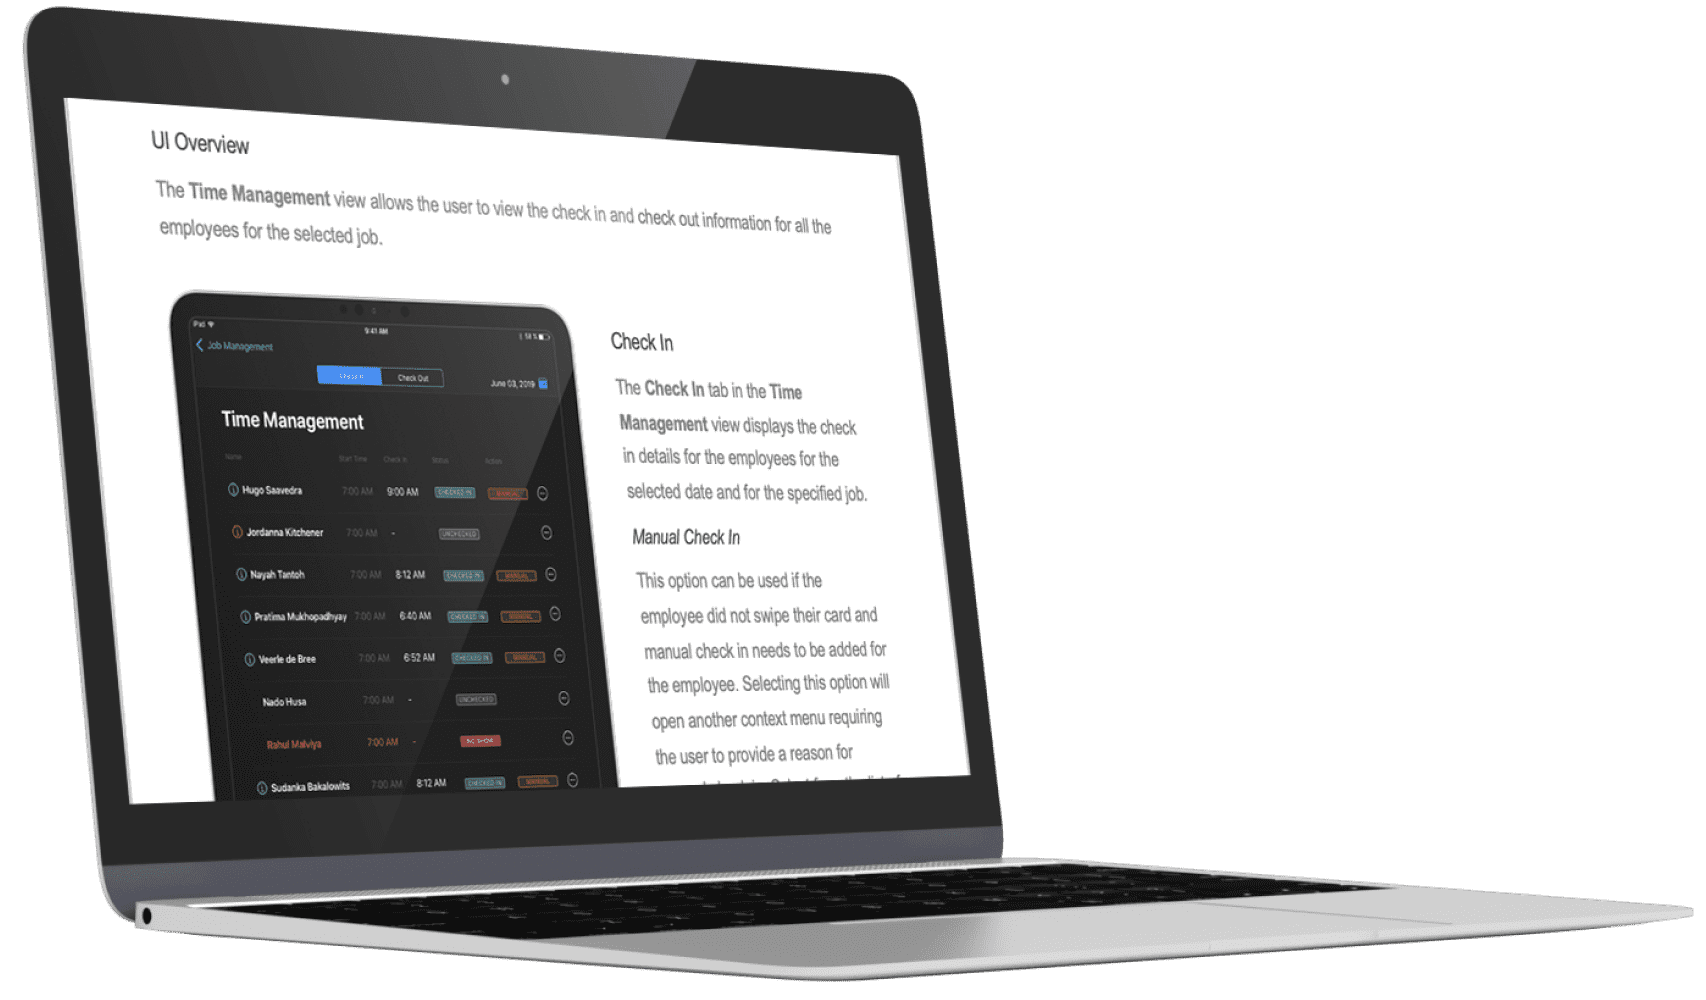 UI Overview
The Time Management view allows the user to view the check in and check out information for all the
employees for the selected job.
iPad
9:41 AM
58 %
Job Management
Check In
Check Out
June 03, 2019
Time Management
Name Start Time Check In Status Action
Hugo Saavedra 7:00 AM 9:00 AM CHECKED IN MANUAL
Jordanna Kitchener 7:00 AM - UNCHECKED
Nayah Tantoh 7:00 AM 8:12 AM CHECKED IN MANUAL
Pratima Mukhopadhyay 7:00 AM 6:40 AM CHECKED IN MANUAL
Veerle de Bree 7:00 AM 6:52 AM CHECKED IN MANUAL
Nado Husa 7:00 AM - UNCHECKED
Rahul Malviya 7:00 AM - NO SHOW
Sudanka Bakalowits 7:00 AM 8:12 AM CHECKED IN MANUAL
Check In
The Check In tab in the Time
Management view displays the check
in details for the employees for the
selected date and for the specified job.
Manual Check In
This option can be used if the
employee did not swipe their card and
manual check in needs to be added for
the employee. Selecting this option will
open another context menu requiring
the user to provide a reason for